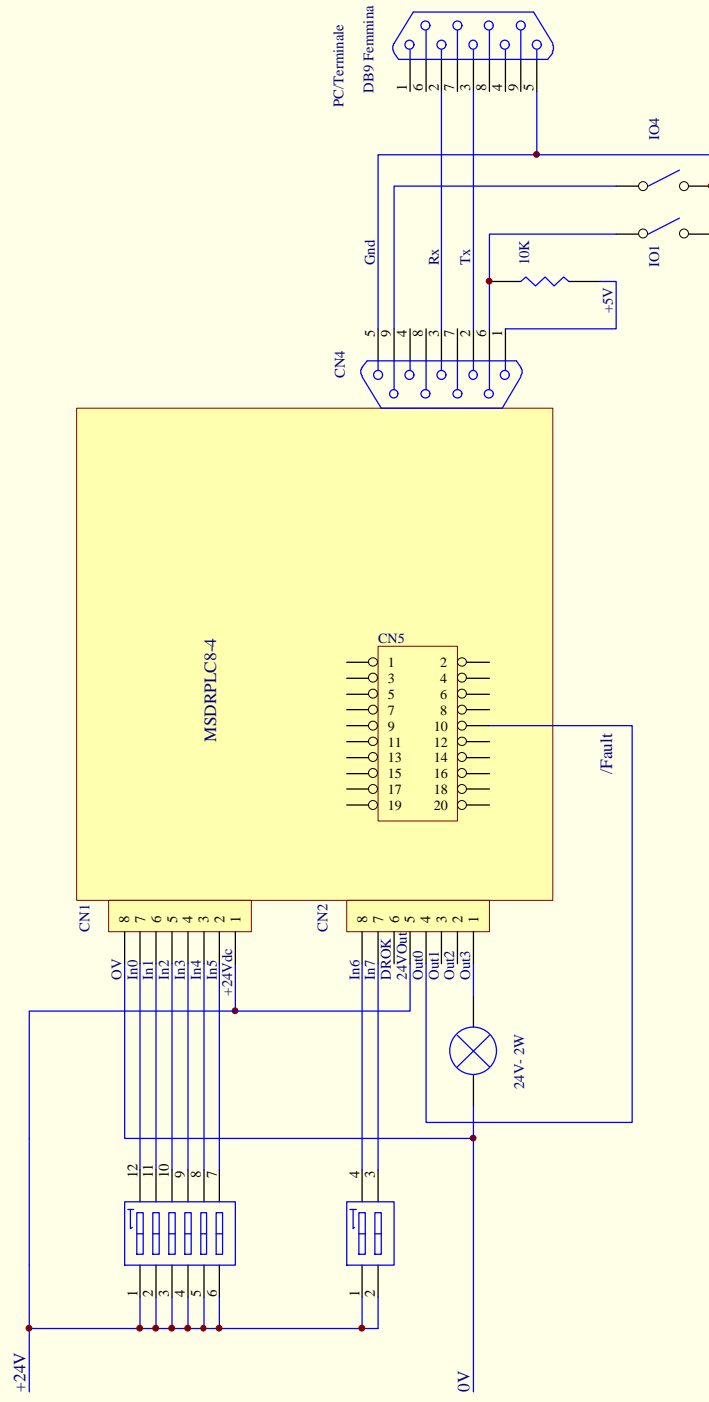 PC/Terminale
DB9 Femmina
1
6
2
7
3
8
4
9
5
IO4
IO1
10K
+5V
Gnd
Rx
Tx
CN4
5
9
4
8
3
7
2
6
1
MSDRPLC8-4
CN5
1 2
3 4
5 6
7 8
9 10
11 12
13 14
15 16
17 18
19 20
/Fault
CN1
8 OV
7 In0
6 In1
5 In2
4 In3
3 In4
2 In5
1 +24Vdc
CN2
8 In6
7 In7
6 DROK
5 24VOut
4 Out0
3 Out1
2 Out2
1 Out3
24V- 2W
12
11
10
9
8
7
1
2
3
4
5
6
4
3
1
2
+24V
0V